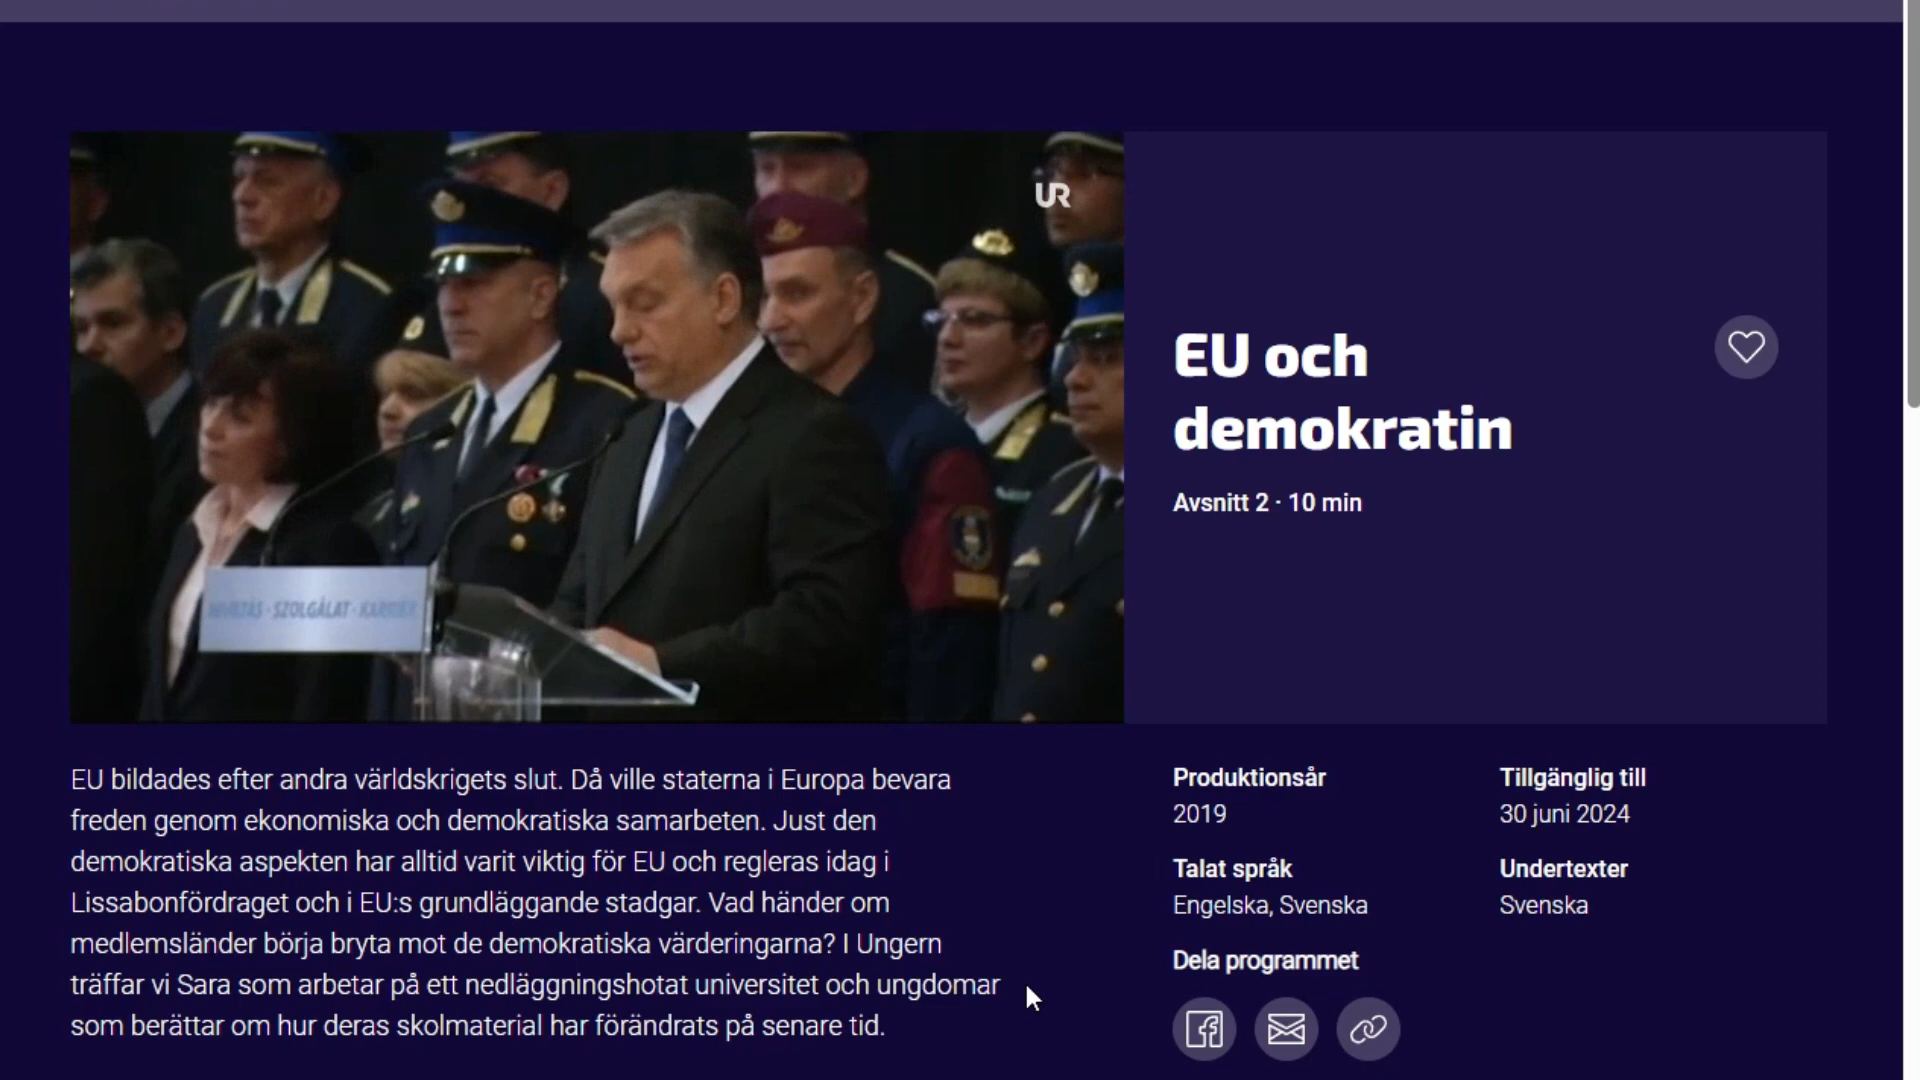 UR
SZOLGÁLAT
EU och
demokratin
Avsnitt 2 · 10 min
EU bildades efter andra världskrigets slut. Då ville staterna i Europa bevara
freden genom ekonomiska och demokratiska samarbeten. Just den
demokratiska aspekten har alltid varit viktig för EU och regleras idag i
Lissabonfördraget och i EU:s grundläggande stadgar. Vad händer om
medlemsländer börja bryta mot de demokratiska värderingarna? I Ungern
träffar vi Sara som arbetar på ett nedläggningshotat universitet och ungdomar
som berättar om hur deras skolmaterial har förändrats på senare tid.
Produktionsår
2019
Tillgänglig till
30 juni 2024
Talat språk
Engelska, Svenska
Undertexter
Svenska
Dela programmet